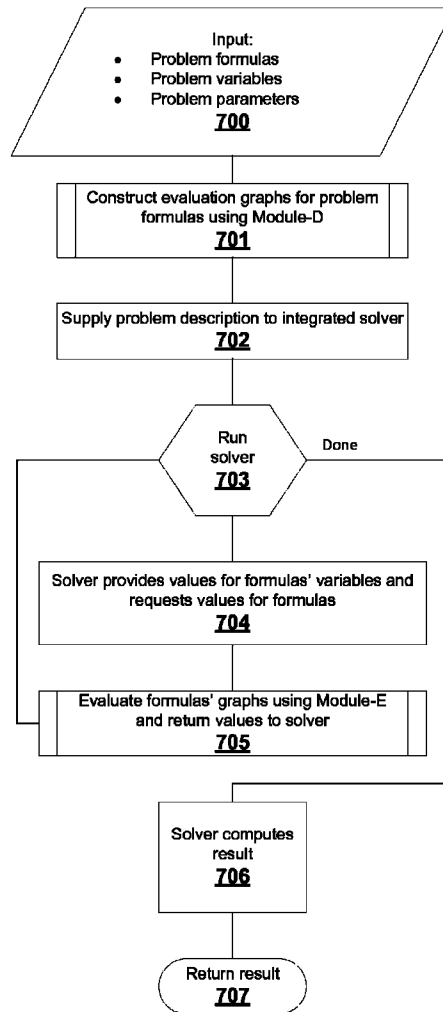 Input:
• Problem formulas
• Problem variables
• Problem parameters
700
Construct evaluation graphs for problem
formulas using Module-D
701
Supply problem description to integrated solver
702
Run
solver
703
Done
Solver provides values for formulas' variables and
requests values for formulas
704
Evaluate formulas' graphs using Module-E
and return values to solver
705
Solver computes
result
706
Return result
707